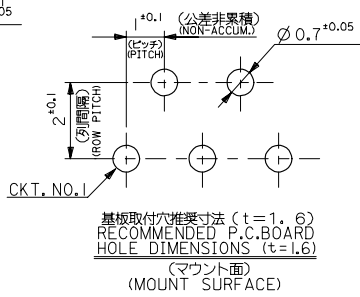 05
1±0.1
(公差非累積)
(NON-ACCUM.)
(ピッチ)
(PITCH)
Ø 0.7+0.05
2±0.1
(列間隔)
(ROW PITCH)
CKT. NO.1
基板取付穴推奨寸法 (t=1. 6)
RECOMMENDED P.C.BOARD
HOLE DIMENSIONS (t=1.6)
(マウント面)
(MOUNT SURFACE)